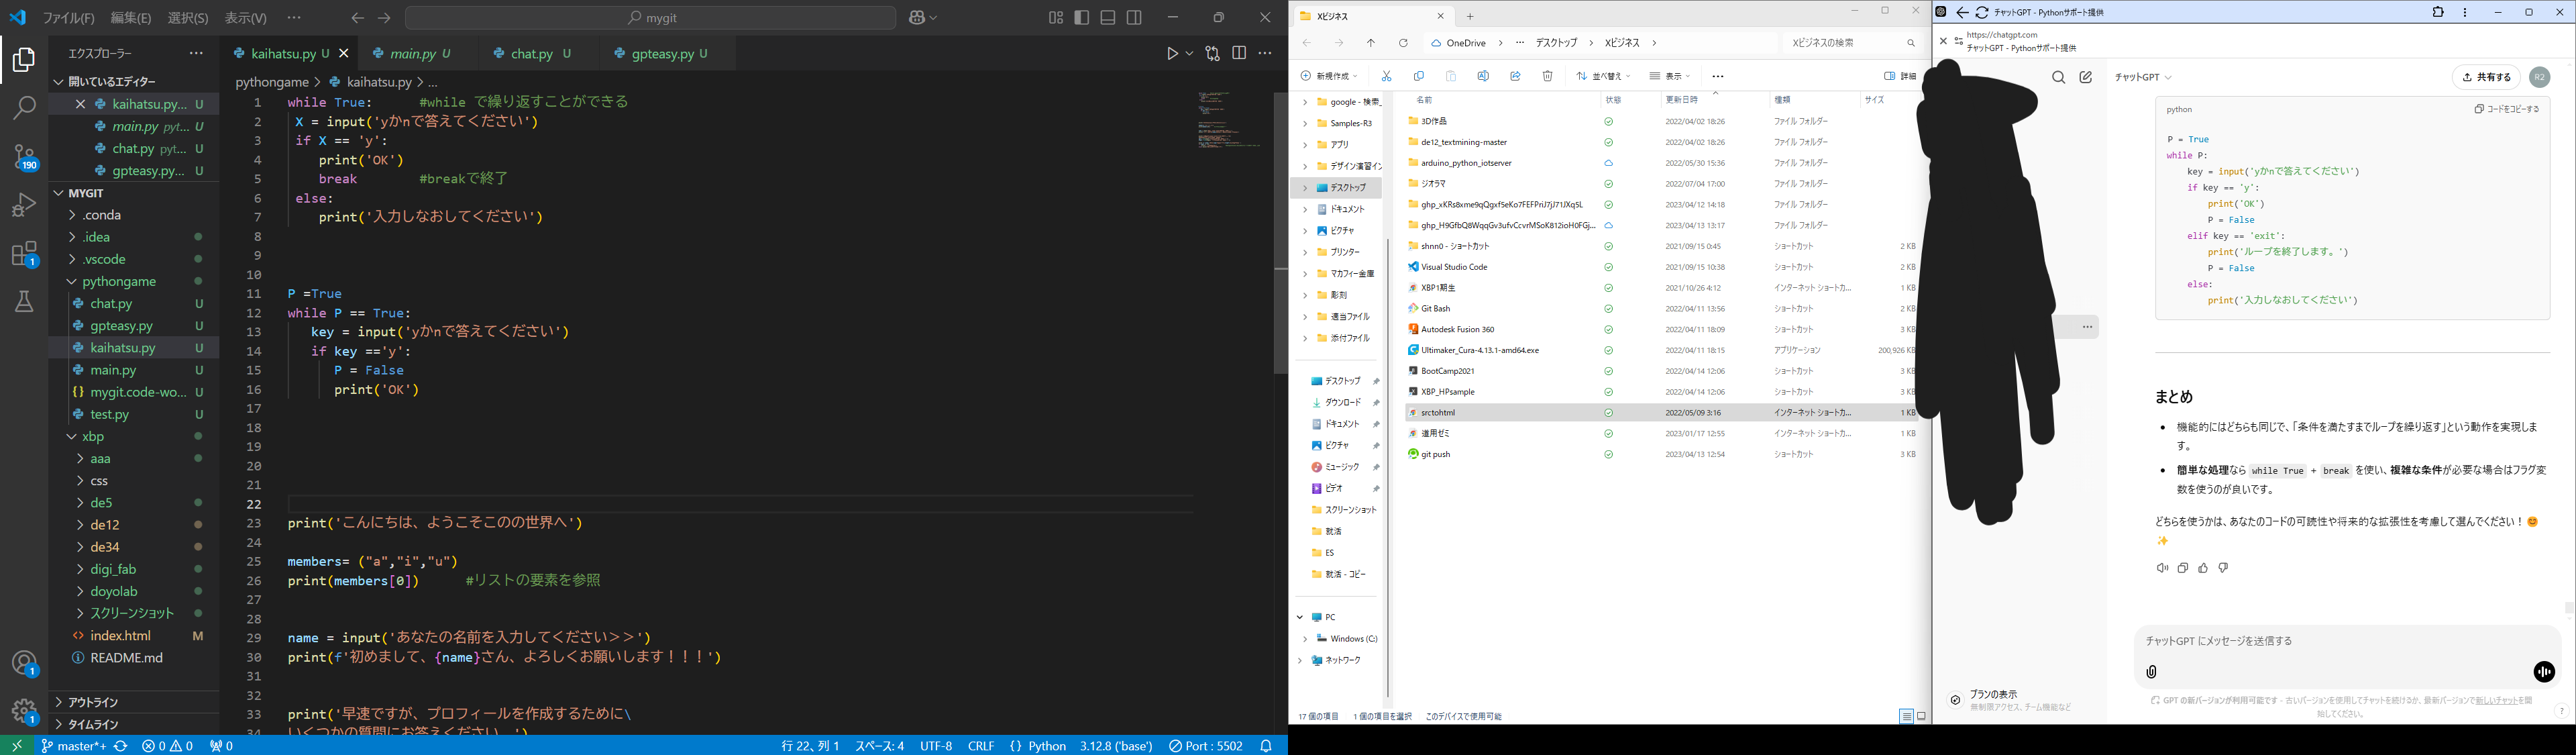 ファイル(F) 編集(E) 選択(S) 表示(V) ··· mygit
エクスプローラー ···
開いているエディター
kaihatsu.py... U
main.py pyt... U
chat.py pyt... U
gpteasy.py... U
MYGIT
.conda
.idea
.vscode
pythongame
chat.py U
gpteasy.py U
kaihatsu.py U
main.py U
mygit.code-wo... U
test.py U
xbp
aaa
css
de5
de12
de34
digi_fab
doyolab
スクリーンショット
index.html M
README.md
アウトライン
タイムライン
190
1
1
1
kaihatsu.py U main.py U chat.py U gpteasy.py U
pythongame > kaihatsu.py > ...
1 while True: #while で繰り返すことができる
2 X = input('yかnで答えてください')
3 if X == 'y':
4 print('OK')
5 break #breakで終了
6 else:
7 print('入力しなおしてください')
8
9
10
11 P =True
12 while P == True:
13 key = input('yかnで答えてください')
14 if key =='y':
15 P = False
16 print('OK')
17
18
19
20
21
22
23 print('こんにちは、ようこそこのの世界へ')
24
25 members= ("a","i","u")
26 print(members[0]) #リストの要素を参照
27
28
29 name = input('あなたの名前を入力してください＞＞')
30 print(f'初めまして、{name}さん、よろしくお願いします！！！')
31
32
33 print('早速ですが、プロフィールを作成するために\
34 いくつかの質問にお答えください。')
master*+ 0 0 0 行 22、列 1 スペース: 4 UTF-8 CRLF {} Python 3.12.8 ('base') Port : 5502
Xビジネス
OneDrive > ··· デスクトップ > Xビジネス > Xビジネスの検索
新規作成 並べ替え 表示 ··· 詳細
google - 検索_
Samples-R3
アプリ
デザイン演習イン
デスクトップ
ドキュメント
ピクチャ
プリンター
マカフィー金庫
彫刻
適当ファイル
添付ファイル
デスクトップ
ダウンロード
ドキュメント
ピクチャ
ミュージック
ビデオ
スクリーンショット
就活
ES
就活 - コピー
PC
Windows (C:)
ネットワーク
名前 状態 更新日時 種類 サイズ
3D作品 2022/04/02 18:26 ファイル フォルダー
de12_textmining-master 2022/04/02 18:26 ファイル フォルダー
arduino_python_iotserver 2022/05/30 15:36 ファイル フォルダー
ジオラマ 2022/07/04 17:00 ファイル フォルダー
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 2023/04/12 14:18 ファイル フォルダー
ghp_H9GfbQ8WqqGv3ufvCcvrMSoK812ioH0FGj... 2023/04/13 13:17 ファイル フォルダー
shnn0 - ショートカット 2021/09/15 0:45 ショートカット 2 KB
Visual Studio Code 2021/09/15 10:38 ショートカット 2 KB
XBP1期生 2021/10/26 4:12 インターネット ショートカ... 1 KB
Git Bash 2022/04/11 13:56 ショートカット 2 KB
Autodesk Fusion 360 2022/04/11 18:09 ショートカット 3 KB
Ultimaker_Cura-4.13.1-amd64.exe 2022/04/11 18:15 アプリケーション 200,926 KB
BootCamp2021 2022/04/14 12:06 ショートカット 3 KB
XBP_HPsample 2022/04/14 12:06 ショートカット 3 KB
srctohtml 2022/05/09 3:16 インターネット ショートカ... 1 KB
道用ゼミ 2023/01/17 12:55 インターネット ショートカ... 1 KB
git push 2023/04/13 12:54 ショートカット 3 KB
17 個の項目 1 個の項目を選択 このデバイスで使用可能
チャットGPT - Pythonサポート提供
https://chatgpt.com
チャットGPT - Pythonサポート提供
チャットGPT 共有する R2
python コードをコピーする
P = True
while P:
key = input('yかnで答えてください')
if key == 'y':
print('OK')
P = False
elif key == 'exit':
print('ループを終了します。')
P = False
else:
print('入力しなおしてください')
まとめ
機能的にはどちらも同じで、「条件を満たすまでループを繰り返す」という動作を実現しま
す。
簡単な処理なら while True + break を使い、複雑な条件が必要な場合はフラグ変
数を使うのが良いです。
どちらを使うかは、あなたのコードの可読性や将来的な拡張性を考慮して選んでください！😊
✨
チャットGPT にメッセージを送信する
プランの表示
無制限アクセス、チーム機能など
GPT の新バージョンが利用可能です - 古いバージョンを使用してチャットを続けるか、最新バージョンで新しいチャットを開
始してください。
?